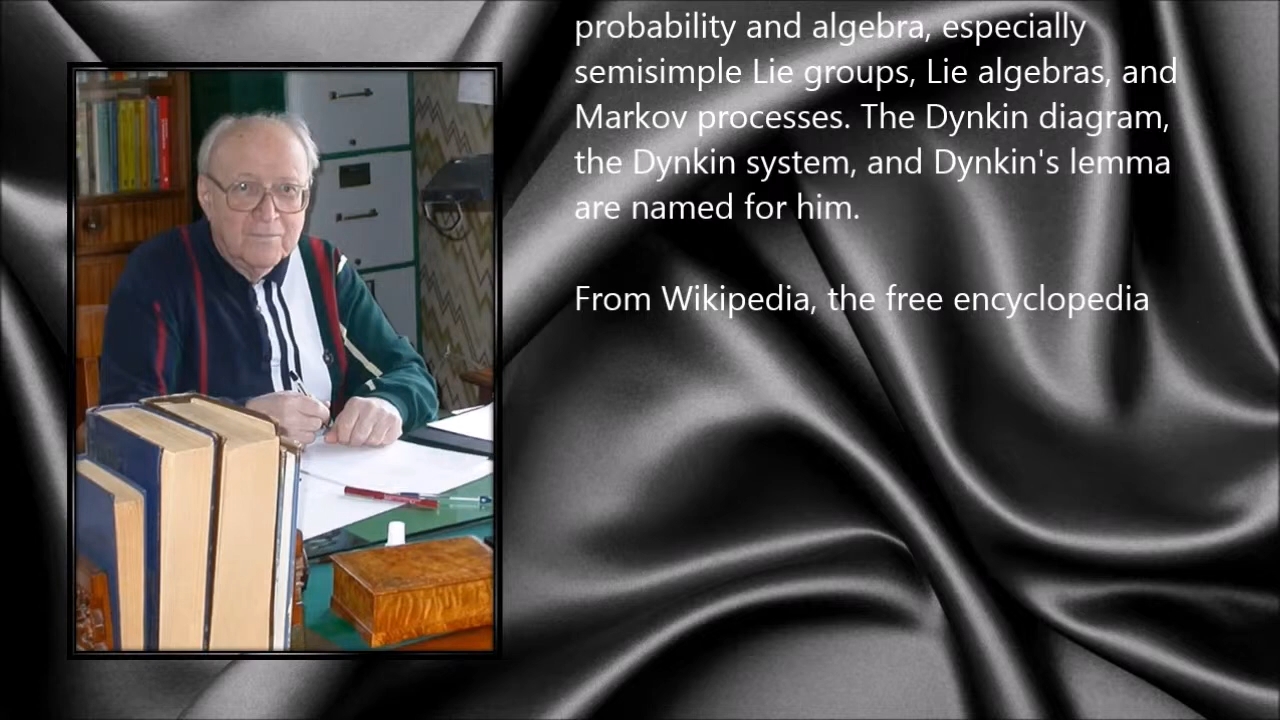 probability and algebra, especially
semisimple Lie groups, Lie algebras, and
Markov processes. The Dynkin diagram,
the Dynkin system, and Dynkin's lemma
are named for him.
From Wikipedia, the free encyclopedia